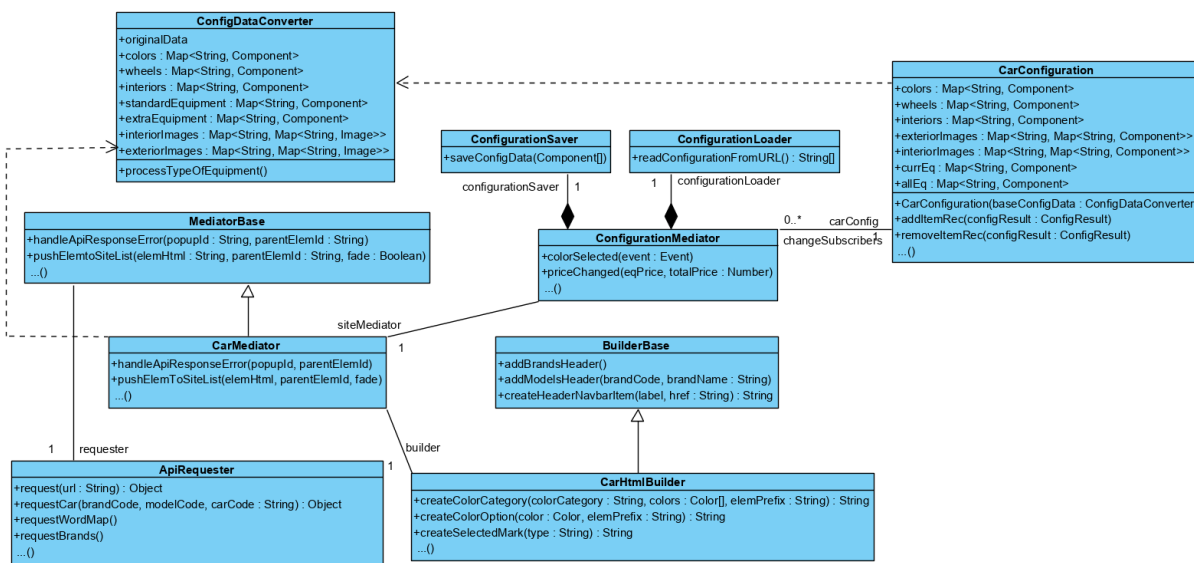 ConfigDataConverter
+originalData
+colors : Map<String, Component>
+wheels : Map<String, Component>
+interiors : Map<String, Component>
+standardEquipment : Map<String, Component>
+extraEquipment : Map<String, Component>
+interiorImages : Map<String, Map<String, Image>>
+exteriorImages : Map<String, Map<String, Image>>
+processTypeOfEquipment()
CarConfiguration
+colors : Map<String, Component>
+wheels : Map<String, Component>
+interiors : Map<String, Component>
+exteriorImages : Map<String, Map<String, Component>>
+interiorImages : Map<String, Map<String, Component>>
+currEq : Map<String, Component>
+allEq : Map<String, Component>
+CarConfiguration(baseConfigData : ConfigDataConverter
+addItemRec(configResult : ConfigResult)
+removeItemRec(configResult : ConfigResult)
...()
ConfigurationSaver
+saveConfigData(Component[])
configurationSaver
1
ConfigurationLoader
+readConfigurationFromURL() : String[]
1
configurationLoader
MediatorBase
+handleApiResponseError(popupId : String, parentElemId : String)
+pushElemtoSiteList(elemHtml : String, parentElemId : String, fade : Boolean)
...()
ConfigurationMediator
+colorSelected(event : Event)
+priceChanged(eqPrice, totalPrice : Number)
...()
0..*
carConfig
changeSubscribers
1
siteMediator
1
CarMediator
+handleApiResponseError(popupId, parentElemId)
+pushElemToSiteList(elemHtml, parentElemId, fade)
...()
BuilderBase
+addBrandsHeader()
+addModelsHeader(brandCode, brandName : String)
+createHeaderNavbarItem(label, href : String) : String
1
requester
builder
1
ApiRequester
+request(url : String) : Object
+requestCar(brandCode, modelCode, carCode : String) : Object
+requestWordMap()
+requestBrands()
...()
CarHtmlBuilder
+createColorCategory(colorCategory : String, colors : Color[], elemPrefix : String) : String
+createColorOption(color : Color, elemPrefix : String) : String
+createSelectedMark(type : String) : String
...()